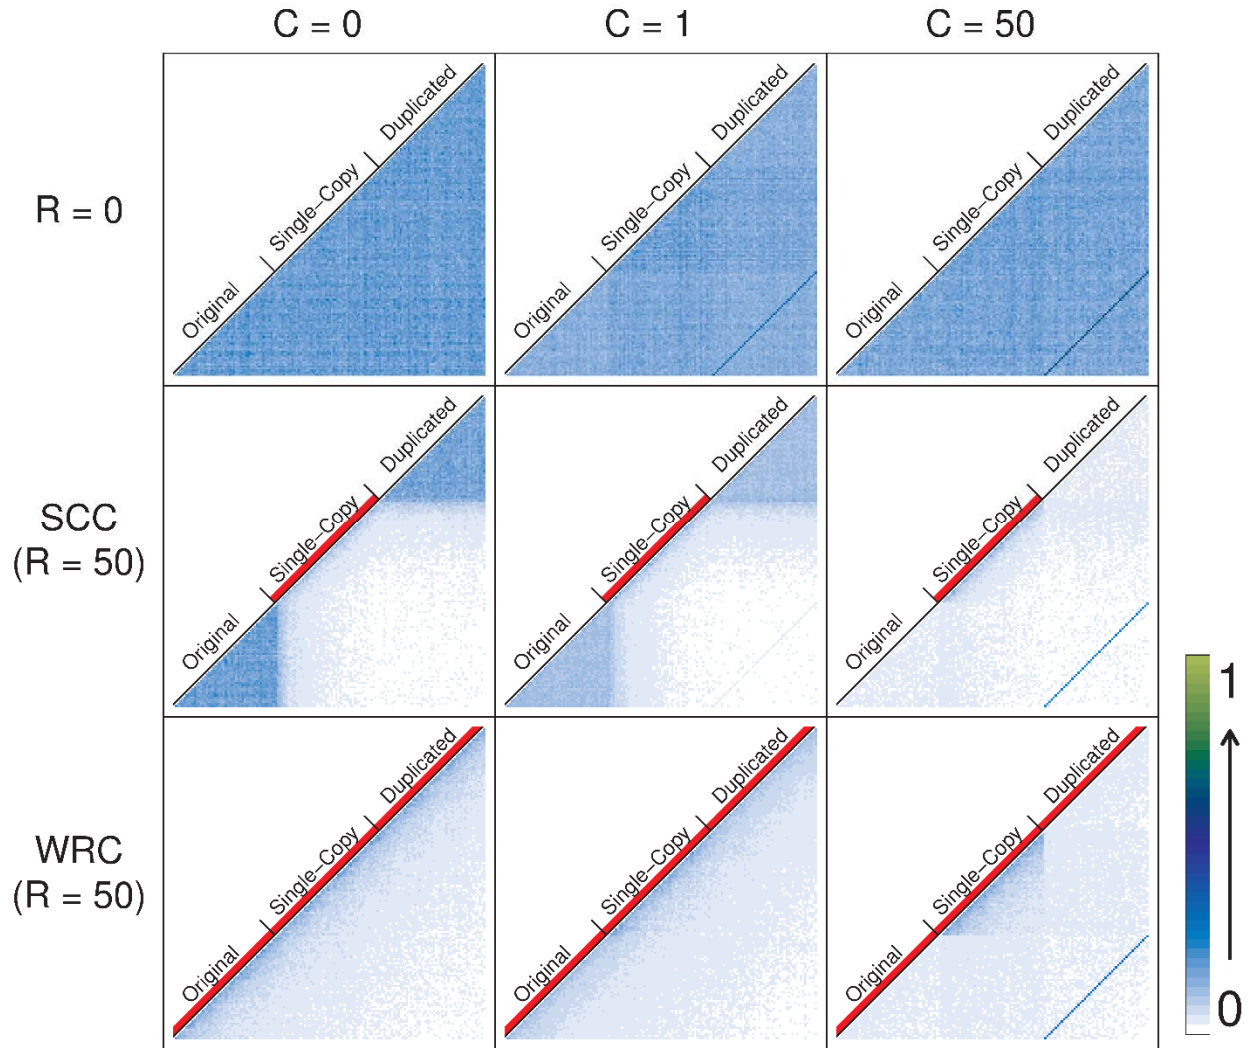 C = 0
C = 1
C = 50
R = 0
Original
Single−Copy
Duplicated
Original
Single−Copy
Duplicated
Original
Single−Copy
Duplicated
SCC
(R = 50)
Original
Single−Copy
Duplicated
Original
Single−Copy
Duplicated
Original
Single−Copy
Duplicated
WRC
(R = 50)
Original
Single−Copy
Duplicated
Original
Single−Copy
Duplicated
Original
Single−Copy
Duplicated
1
0